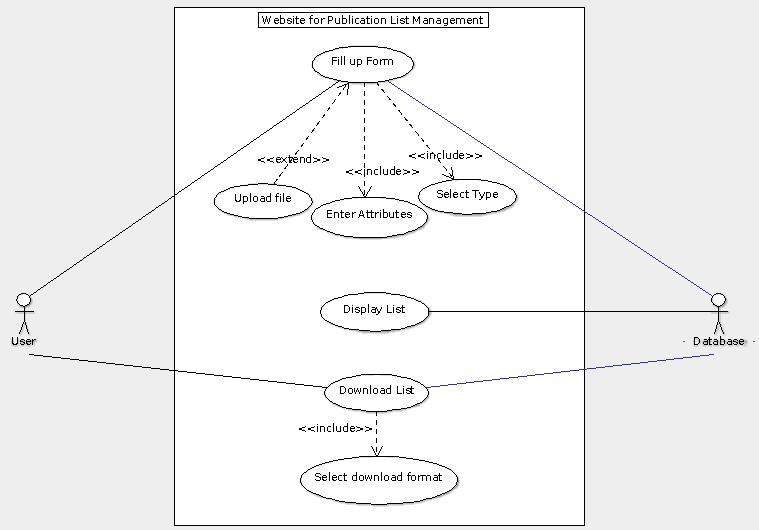 Website for Publication List Management
Fill up Form
<<extend>>
<<include>>
<<include>>
Upload file
Enter Attributes
Select Type
Display List
User
Database
Download List
<<include>>
Select download format